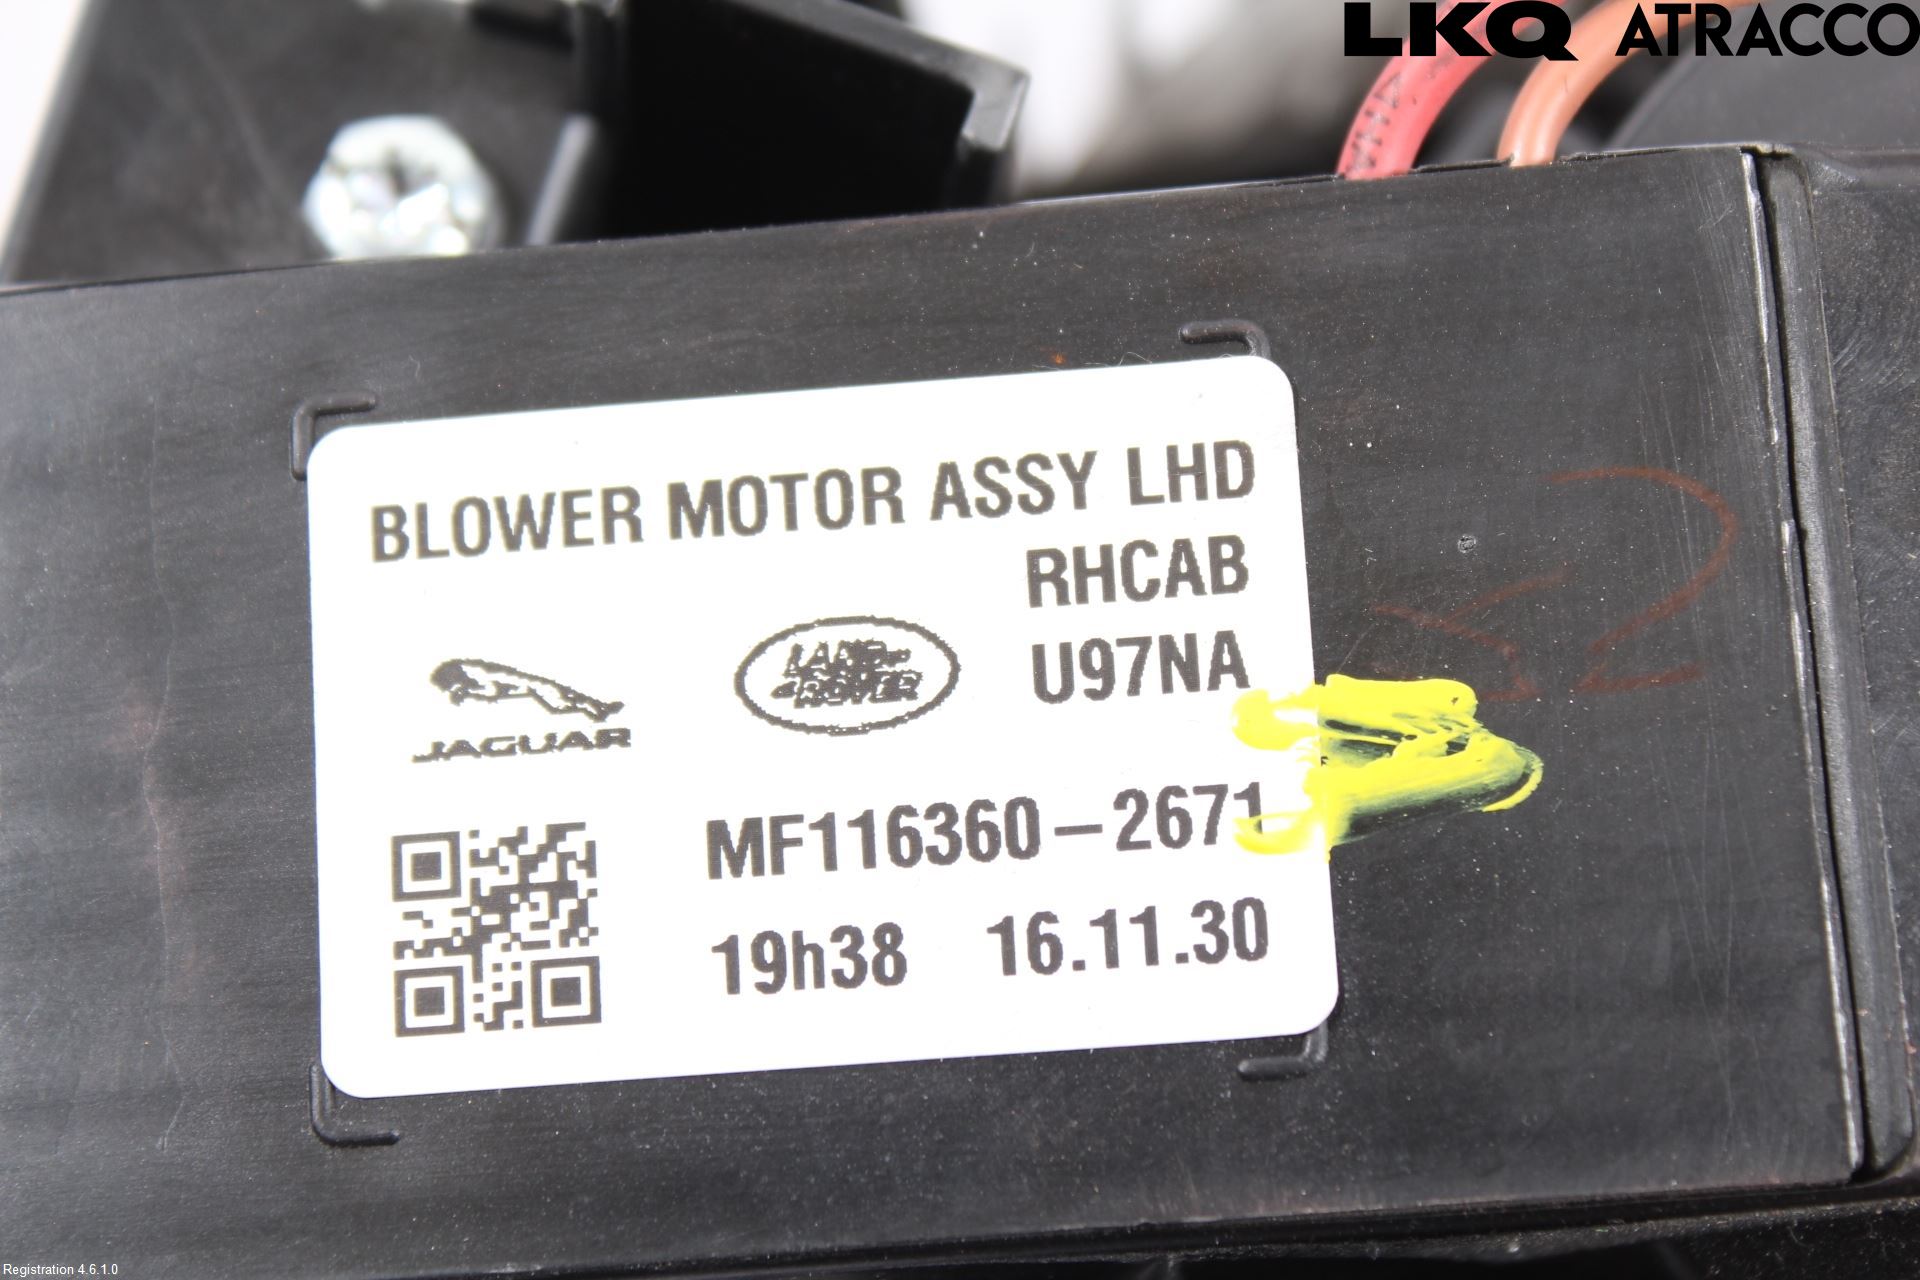 LKQ ATRACCO
BLOWER MOTOR ASSY LHD
RHCAB
U97NA
LAND
ROVER
JAGUAR
MF116360-2671
19h38 16.11.30
Registration 4.6.1.0